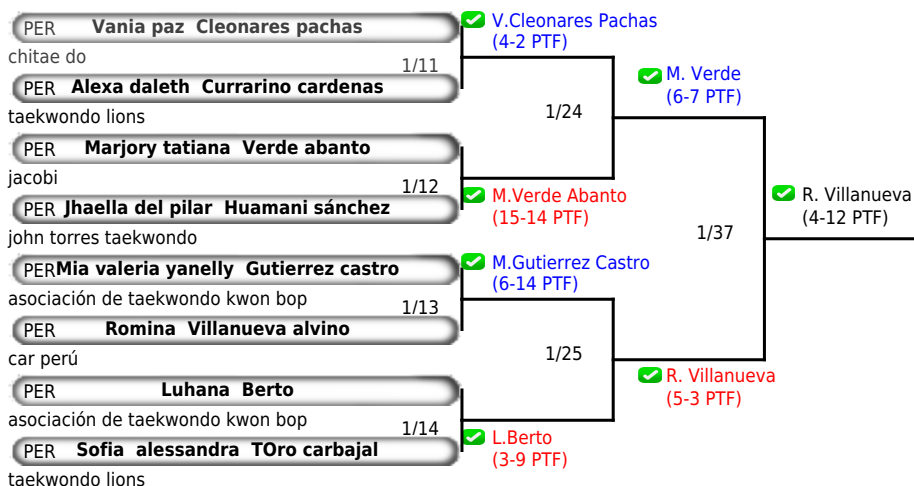 PER Vania paz Cleonares pachas
chitae do
1/11
PER Alexa daleth Currarino cardenas
taekwondo lions
V.Cleonares Pachas
(4-2 PTF)
1/24
M. Verde
(6-7 PTF)
PER Marjory tatiana Verde abanto
jacobi
1/12
PER Jhaella del pilar Huamani sánchez
john torres taekwondo
M.Verde Abanto
(15-14 PTF)
1/37
R. Villanueva
(4-12 PTF)
PER Mia valeria yanelly Gutierrez castro
asociación de taekwondo kwon bop
1/13
PER Romina Villanueva alvino
car perú
M.Gutierrez Castro
(6-14 PTF)
1/25
R. Villanueva
(5-3 PTF)
PER Luhana Berto
asociación de taekwondo kwon bop
1/14
PER Sofia alessandra TOro carbajal
taekwondo lions
L.Berto
(3-9 PTF)